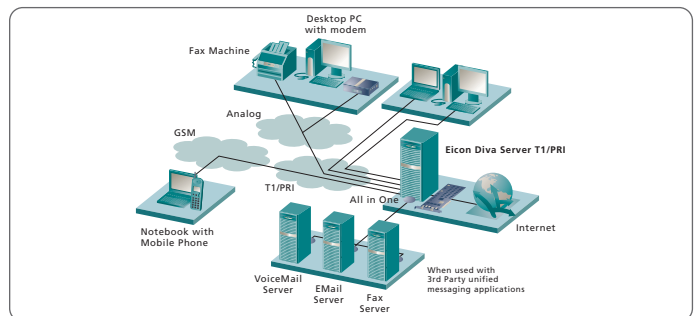 Desktop PC
with modem
Fax Machine
Analog
GSM
Eicon Diva Server T1/PRI
T1/PRI
All in One
Internet
Notebook with
Mobile Phone
VoiceMail
Server
EMail
Server
Fax
Server
When used with
3rd Party unified
messaging applications